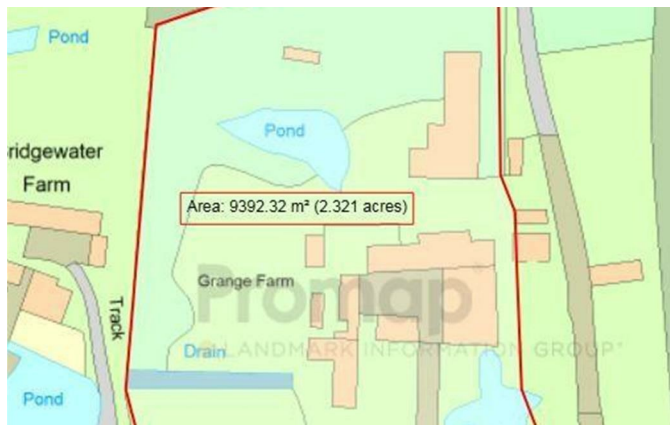 Pond
ridgewater
Farm
Pond
Area: 9392.32 m² (2.321 acres)
Grange Farm
Promap
LANDMARK INFORMATION GROUP
Track
Drain
Pond